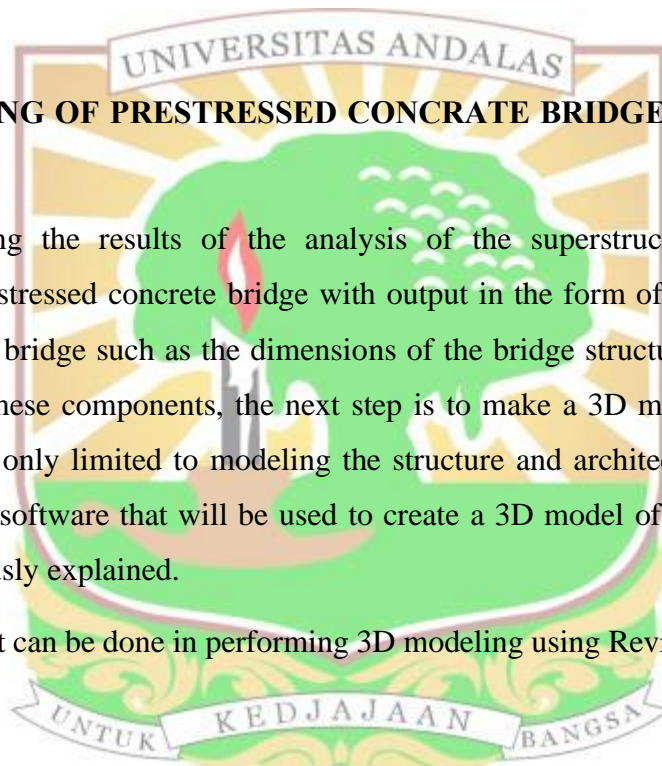 UNIVERSITAS ANDALAS
NG OF PRESTRESSED CONCRATE BRIDGE
ng the results of the analysis of the superstruc
stressed concrete bridge with output in the form of
bridge such as the dimensions of the bridge structu
hese components, the next step is to make a 3D m
only limited to modeling the structure and archite
software that will be used to create a 3D model of
usly explained.
t can be done in performing 3D modeling using Revi
UNTUK KEDJAJAAN BANGSA